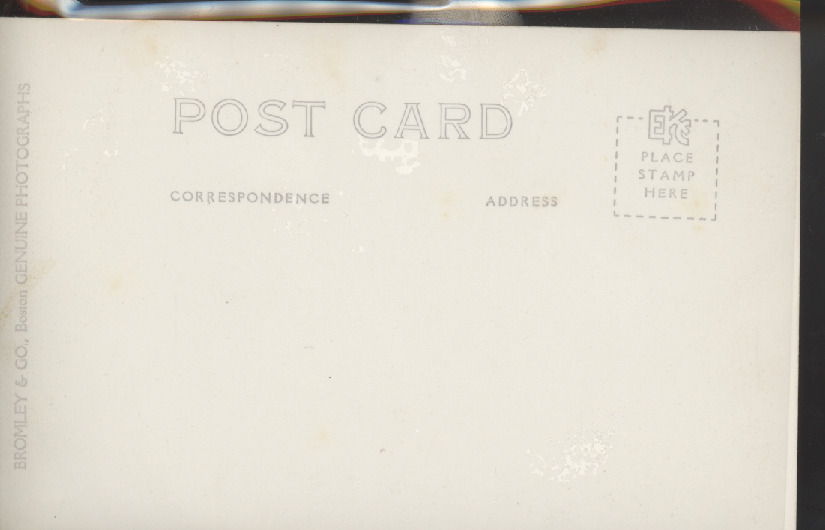 POST CARD
CORRESPONDENCE
ADDRESS
EKC
PLACE
STAMP
HERE
BROMLEY & CO., Boston GENUINE PHOTOGRAPHS